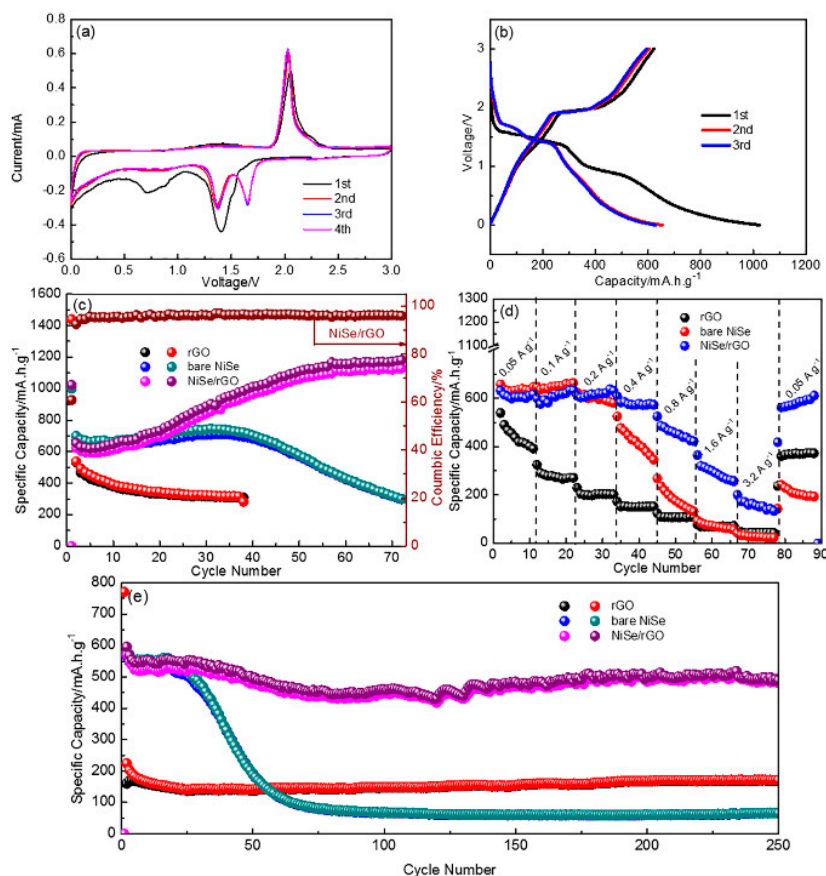 (a)
0.8
0.6
0.4
0.2
0.0
-0.2
-0.4
0.6
Current/mA
1st
2nd
3rd
4th
0.0 0.5 1.0 1.5 2.0 2.5 3.0
Voltage/V
(b)
3
2
1
0
Voltage/V
1st
2nd
3rd
0 200 400 600 800 1000 1200
Capacity/mA.h.g⁻¹
(c)
1600
1400
1200
1000
800
600
400
200
0
Specific Capacity/mA.h.g⁻¹
NiSe/rGO
rGO
bare NiSe
NiSe/rGO
100
80
60
40
20
0
Coumbic Efficiency/%
0 10 20 30 40 50 60 70
Cycle Number
(d)
1300
1200
1100
600
400
200
0
Specific Capacity/mA.h.g⁻¹
rGO
bare NiSe
NiSe/rGO
0.05 A g⁻¹
0.1 A g⁻¹
0.2 A g⁻¹
0.4 A g⁻¹
0.8 A g⁻¹
1.6 A g⁻¹
3.2 A g⁻¹
0.05 A g⁻¹
0 10 20 30 40 50 60 70 80 90
Cycle Number
(e)
800
700
600
500
400
300
200
100
0
Specific Capacity/mA.h.g⁻¹
rGO
bare NiSe
NiSe/rGO
0 50 100 150 200 250
Cycle Number